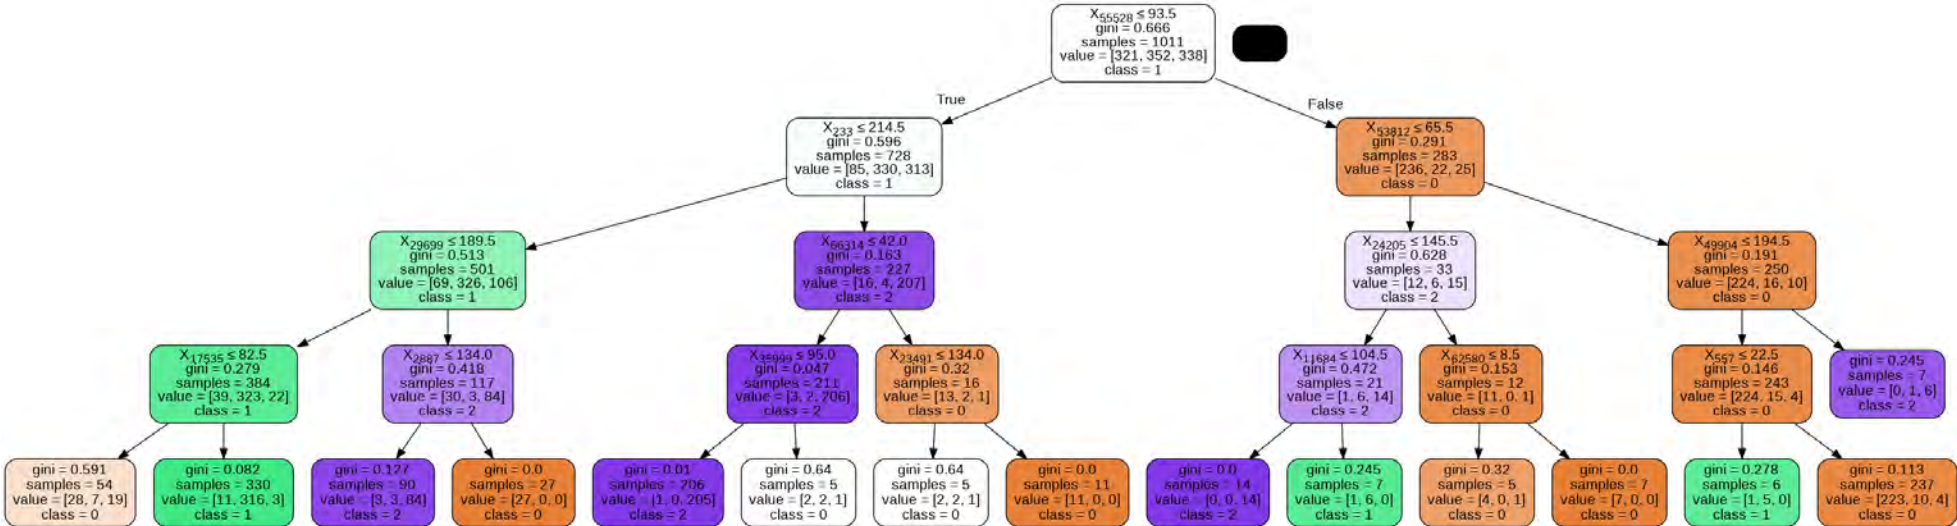 X55528 ≤ 93.5
gini = 0.666
samples = 1011
value = [321, 352, 338]
class = 1
True
False
X233 ≤ 214.5
gini = 0.596
samples = 728
value = [85, 330, 313]
class = 1
X53812 ≤ 65.5
gini = 0.291
samples = 283
value = [236, 22, 25]
class = 0
X29699 ≤ 189.5
gini = 0.513
samples = 501
value = [69, 326, 106]
class = 1
X66314 ≤ 42.0
gini = 0.163
samples = 227
value = [16, 4, 207]
class = 2
X24205 ≤ 145.5
gini = 0.628
samples = 33
value = [12, 6, 15]
class = 2
X49904 ≤ 194.5
gini = 0.191
samples = 250
value = [224, 16, 10]
class = 0
X17535 ≤ 82.5
gini = 0.279
samples = 384
value = [39, 323, 22]
class = 1
X2887 ≤ 134.0
gini = 0.418
samples = 117
value = [30, 3, 84]
class = 2
X35999 ≤ 95.0
gini = 0.047
samples = 211
value = [3, 2, 206]
class = 2
X23491 ≤ 134.0
gini = 0.32
samples = 16
value = [13, 2, 1]
class = 0
X11684 ≤ 104.5
gini = 0.472
samples = 21
value = [1, 6, 14]
class = 2
X62580 ≤ 8.5
gini = 0.153
samples = 12
value = [11, 0, 1]
class = 0
X557 ≤ 22.5
gini = 0.146
samples = 243
value = [224, 15, 4]
class = 0
gini = 0.245
samples = 7
value = [0, 1, 6]
class = 2
gini = 0.591
samples = 54
value = [28, 7, 19]
class = 0
gini = 0.082
samples = 330
value = [11, 316, 3]
class = 1
gini = 0.127
samples = 90
value = [3, 3, 84]
class = 2
gini = 0.0
samples = 27
value = [27, 0, 0]
class = 0
gini = 0.01
samples = 206
value = [1, 0, 205]
class = 2
gini = 0.64
samples = 5
value = [2, 2, 1]
class = 0
gini = 0.64
samples = 5
value = [2, 2, 1]
class = 0
gini = 0.0
samples = 11
value = [11, 0, 0]
class = 0
gini = 0.0
samples = 14
value = [0, 0, 14]
class = 2
gini = 0.245
samples = 7
value = [1, 6, 0]
class = 1
gini = 0.32
samples = 5
value = [4, 0, 1]
class = 0
gini = 0.0
samples = 7
value = [7, 0, 0]
class = 0
gini = 0.278
samples = 6
value = [1, 5, 0]
class = 1
gini = 0.113
samples = 237
value = [223, 10, 4]
class = 0